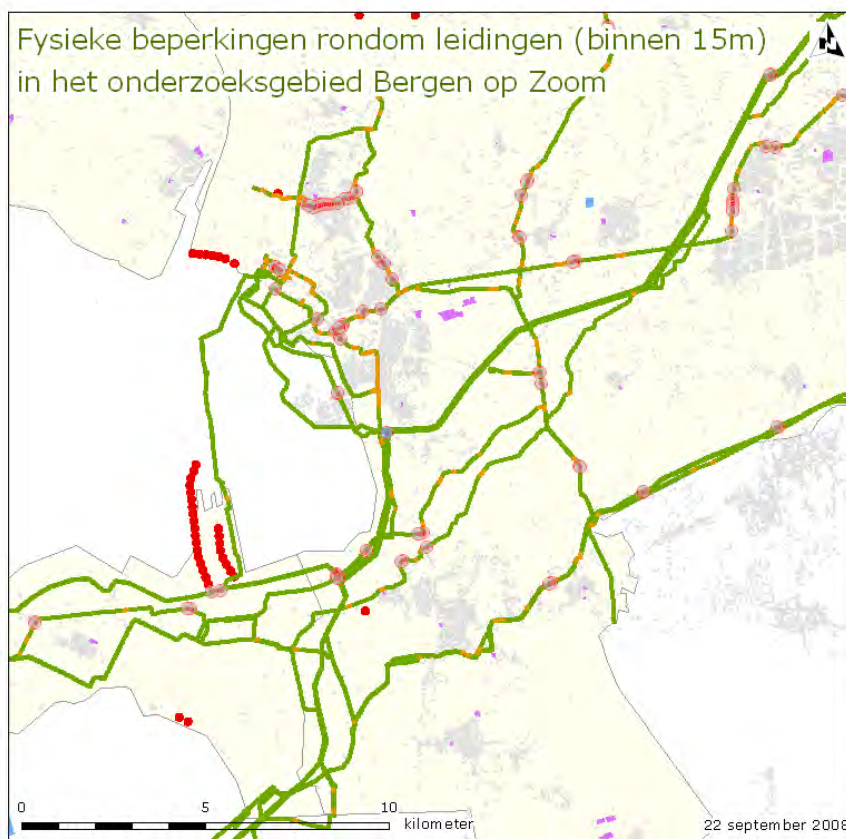 Fysieke beperkingen rondom leidingen (binnen 15m)
in het onderzoeksgebied Bergen op Zoom
0 5 10
kilometer
22 september 2008